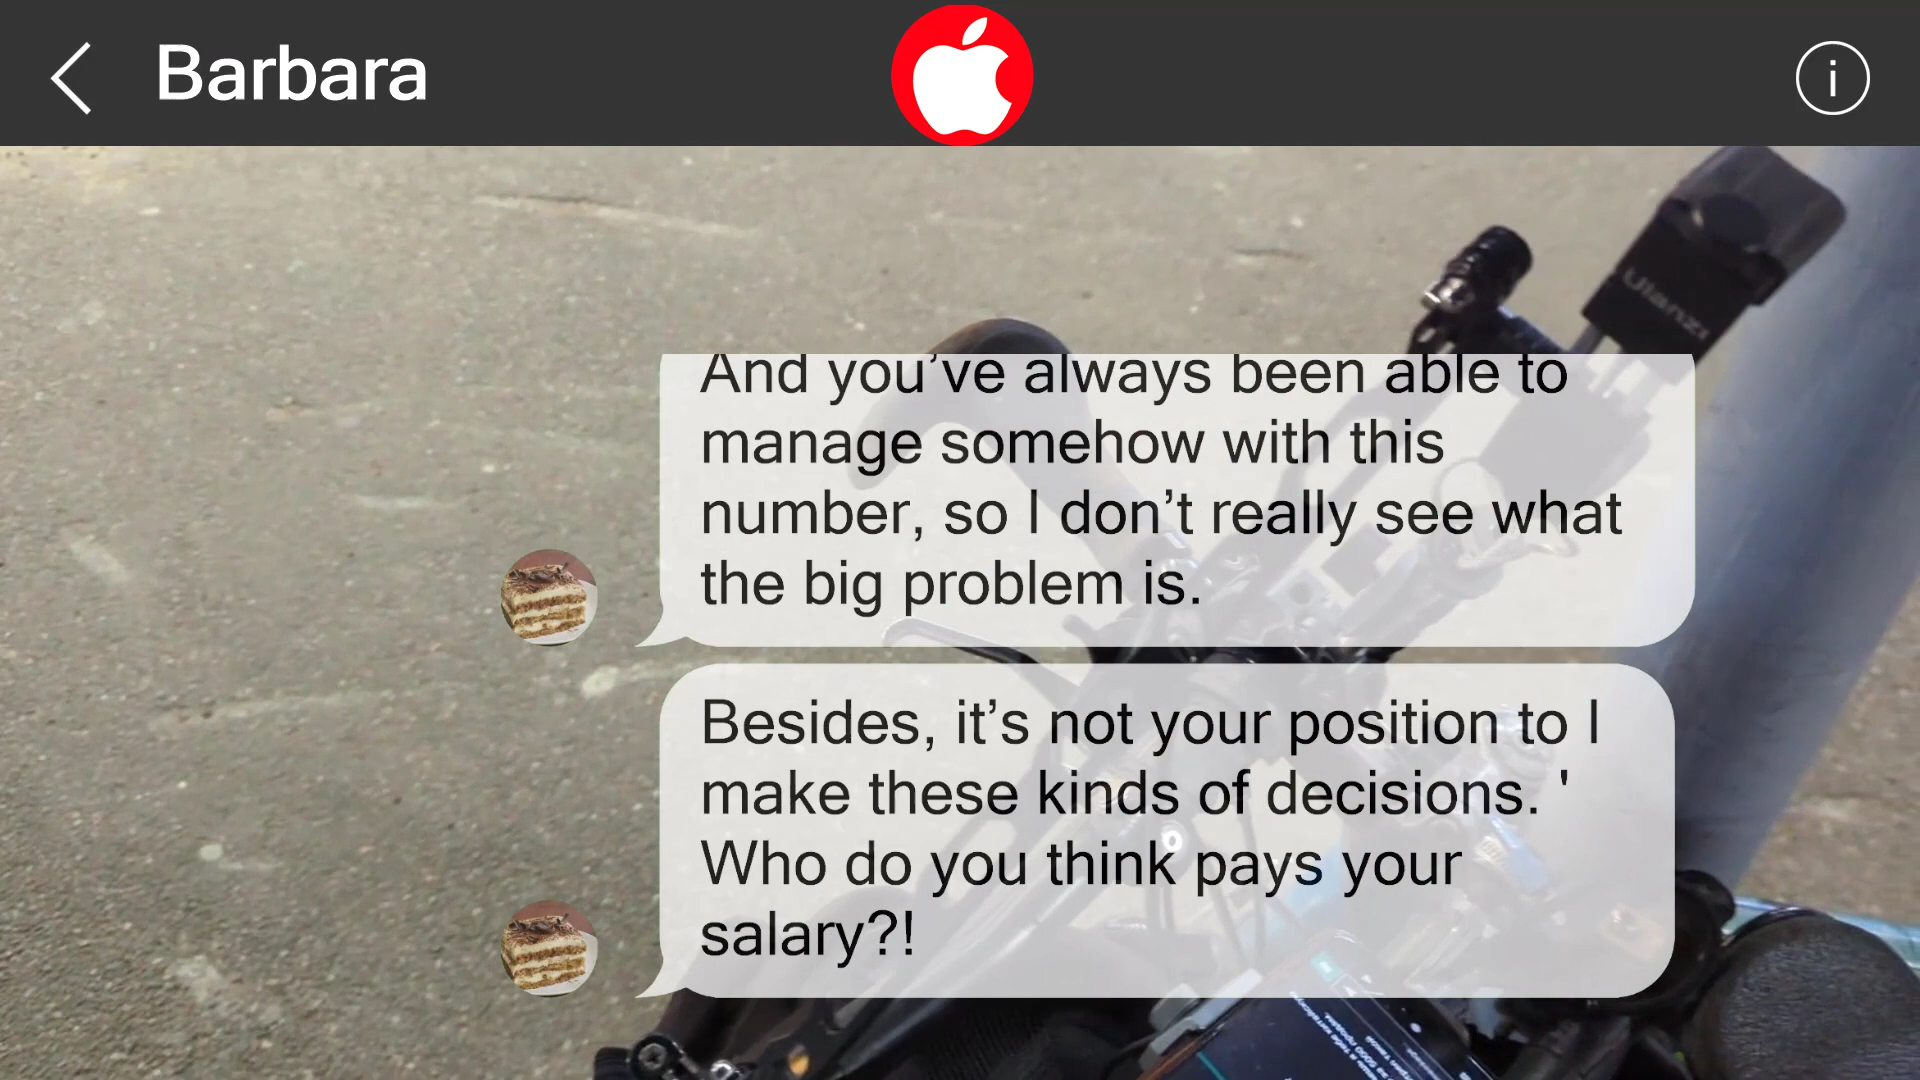 Barbara
i
Ulanzi
And you’ve always been able to
manage somehow with this
number, so I don’t really see what
the big problem is.
Besides, it’s not your position to I
make these kinds of decisions. '
Who do you think pays your
salary?!